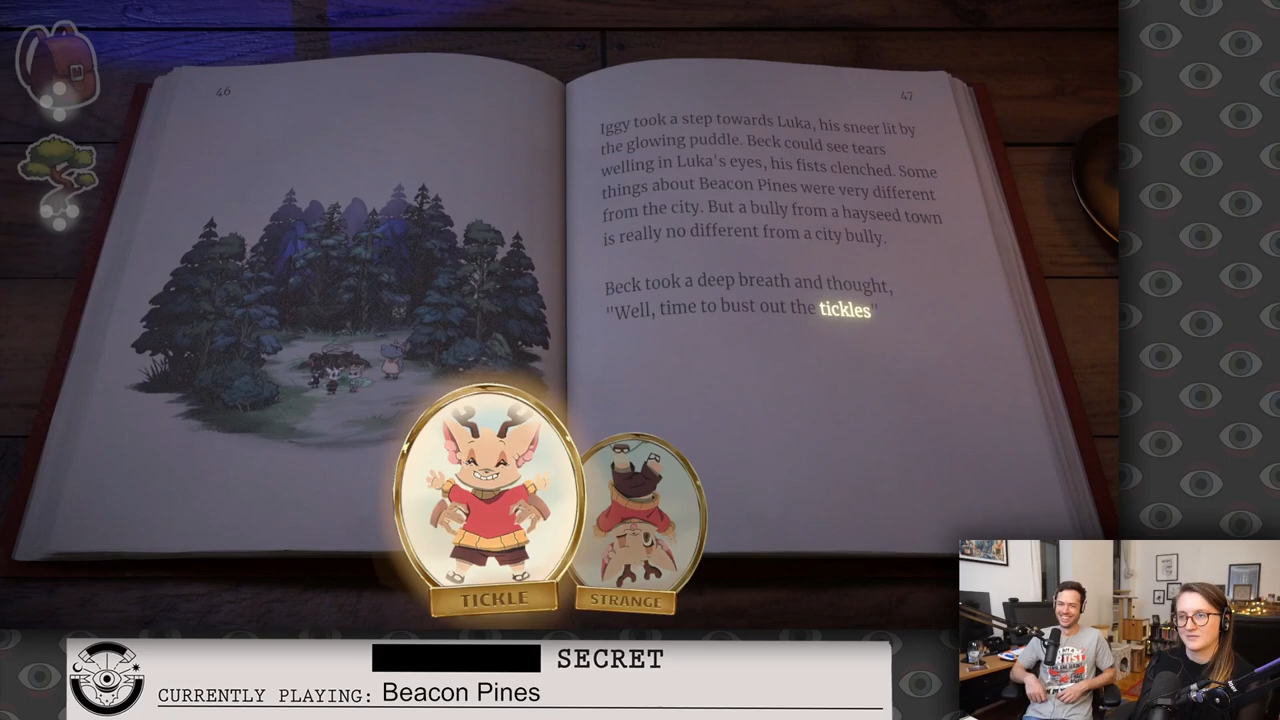 46
47
Iggy took a step towards Luka, his sneer lit by
the glowing puddle. Beck could see tears
welling in Luka's eyes, his fists clenched. Some
things about Beacon Pines were very different
from the city. But a bully from a hayseed town
is really no different from a city bully.
Beck took a deep breath and thought,
"Well, time to bust out the tickles"
TICKLE
STRANGE
SECRET
CURRENTLY PLAYING: Beacon Pines